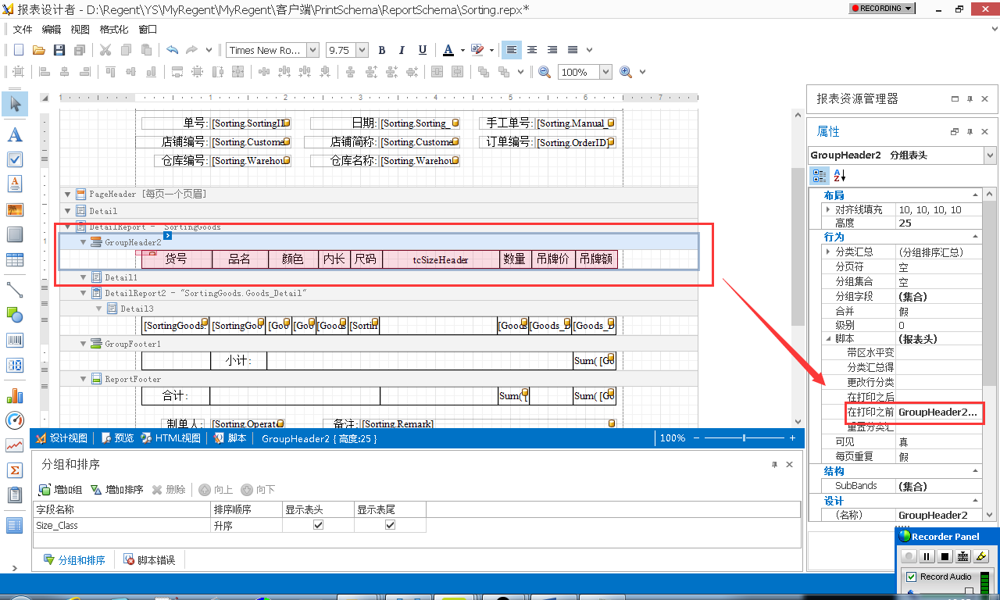 报表设计者 - D:\Regent\YS\MyRegent\MyRegent\客户端\PrintSchema\ReportSchema\Sorting.repx*
RECORDING
文件 编辑 视图 格式化 窗口
Times New Ro... 9.75 B I U A
100%
1 1 2 3 4 5 6 7
单号: [Sorting.SortingID 日期: [Sorting.Sorting_ 手工单号: [Sorting.Manual_
店铺编号: [Sorting.Custome 店铺简称: [Sorting.Custome 订单编号: [Sorting.OrderID]
仓库编号: [Sorting.Warehou 仓库名称: [Sorting.Warehou
PageHeader [每页一个页眉]
Detail
DetailReport - "SortingGoods
GroupHeader2
货号 品名 颜色 内长 尺码 tcSizeHeader 数量 吊牌价 吊牌额
Detail1
DetailReport2 - "SortingGoods.Goods_Detail"
Detail3
[SortingGoods. [SortingGoo [Go [Go [Goods [Sortin [Goods [Goods_D [Goods_D
GroupFooter1
小计: Sum( [Go
ReportFooter
合计: Sum( [ Sum( [Go
制单人: [Sorting.Operat 备注: [Sorting.Remark]
设计视图 预览 HTML视图 脚本 GroupHeader2 { 高度:25 } 100% − +
分组和排序
增加组 增加排序 删除 向上 向下
字段名称 排序顺序 显示表头 显示表尾
Size_Class 升序
分组和排序 脚本错误
报表资源管理器
属性
GroupHeader2 分组表头
布局
对齐线填充 10, 10, 10, 10
高度 25
行为
分类汇总 (分组排序汇总)
分页符 空
分组集合 空
分组字段 (集合)
合并 假
级别 0
脚本 (报表头)
带区水平变
分类汇总得
更改行分类
在打印之后
在打印之前 GroupHeader2...
重置分类汇
可见 真
每页重复 假
结构
SubBands (集合)
设计
(名称) GroupHeader2
Recorder Panel
Record Audio